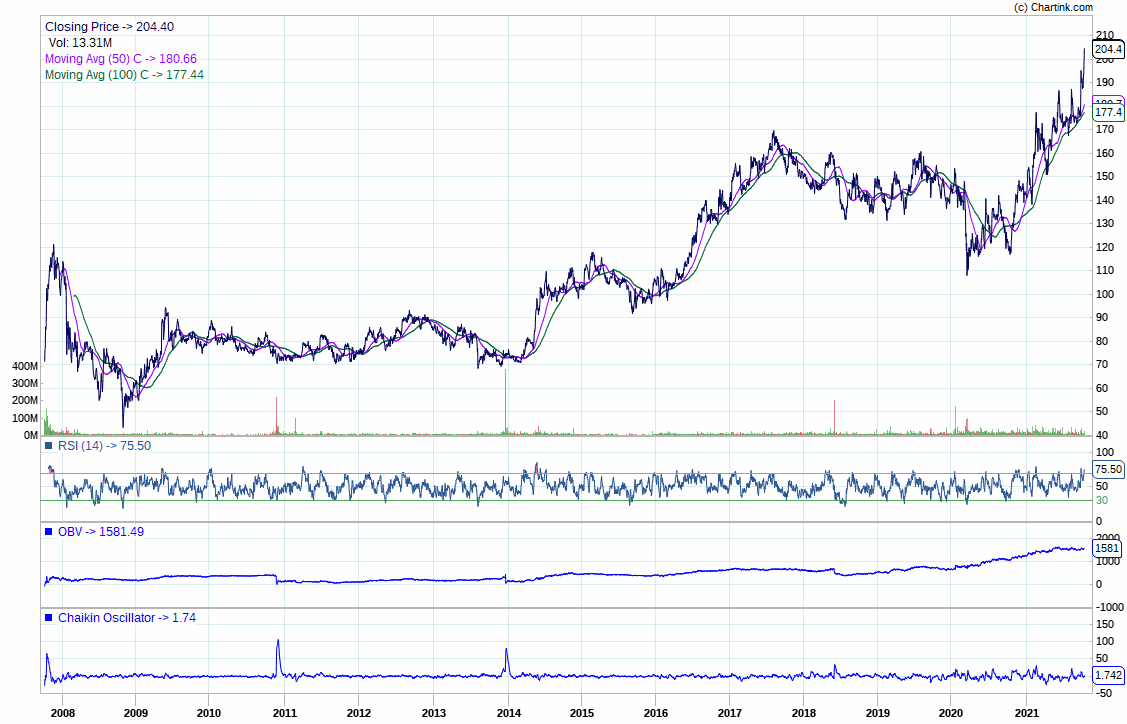 (c) Chartink.com
Closing Price -> 204.40
Vol: 13.31M
Moving Avg (50) C -> 180.66
Moving Avg (100) C -> 177.44
210
204.4
200
190
180.7
177.4
170
160
150
140
130
120
110
100
90
80
70
60
50
40
400M
300M
200M
100M
0M
RSI (14) -> 75.50
100
75.50
50
30
0
OBV -> 1581.49
2000
1581
1000
0
-1000
Chaikin Oscillator -> 1.74
150
100
50
1.742
-50
2008 2009 2010 2011 2012 2013 2014 2015 2016 2017 2018 2019 2020 2021